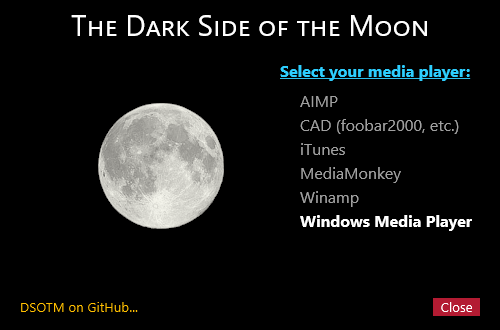 The Dark Side of the Moon
Select your media player:
AIMP
CAD (foobar2000, etc.)
iTunes
MediaMonkey
Winamp
Windows Media Player
DSOTM on GitHub...
Close